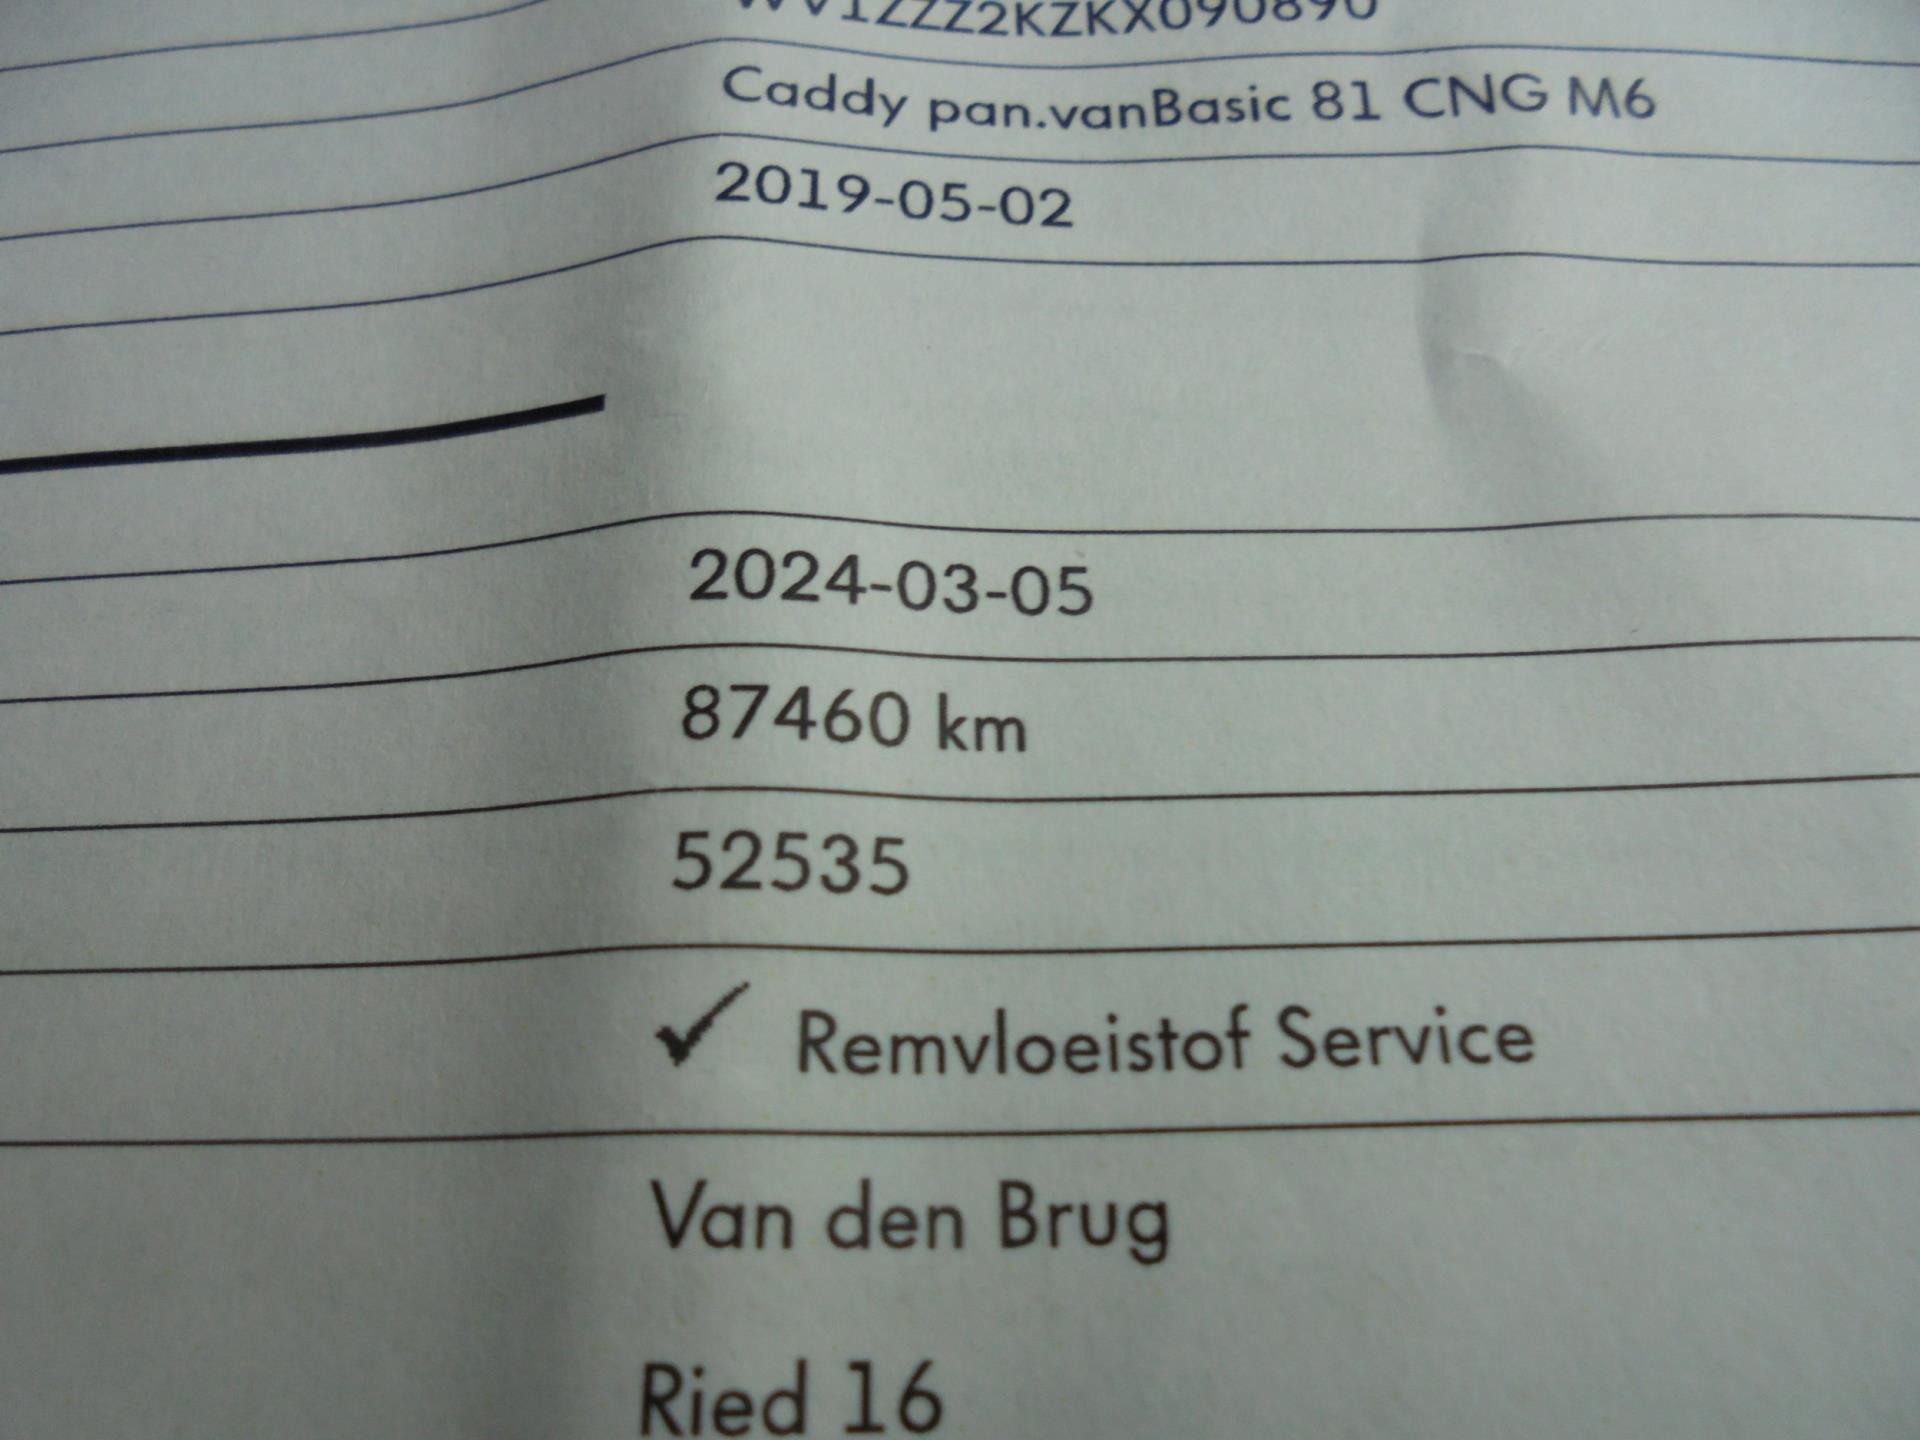 WV1ZZZ2KZKX090890
Caddy pan.vanBasic 81 CNG M6
2019-05-02
2024-03-05
87460 km
52535
✓ Remvloeistof Service
Van den Brug
Ried 16